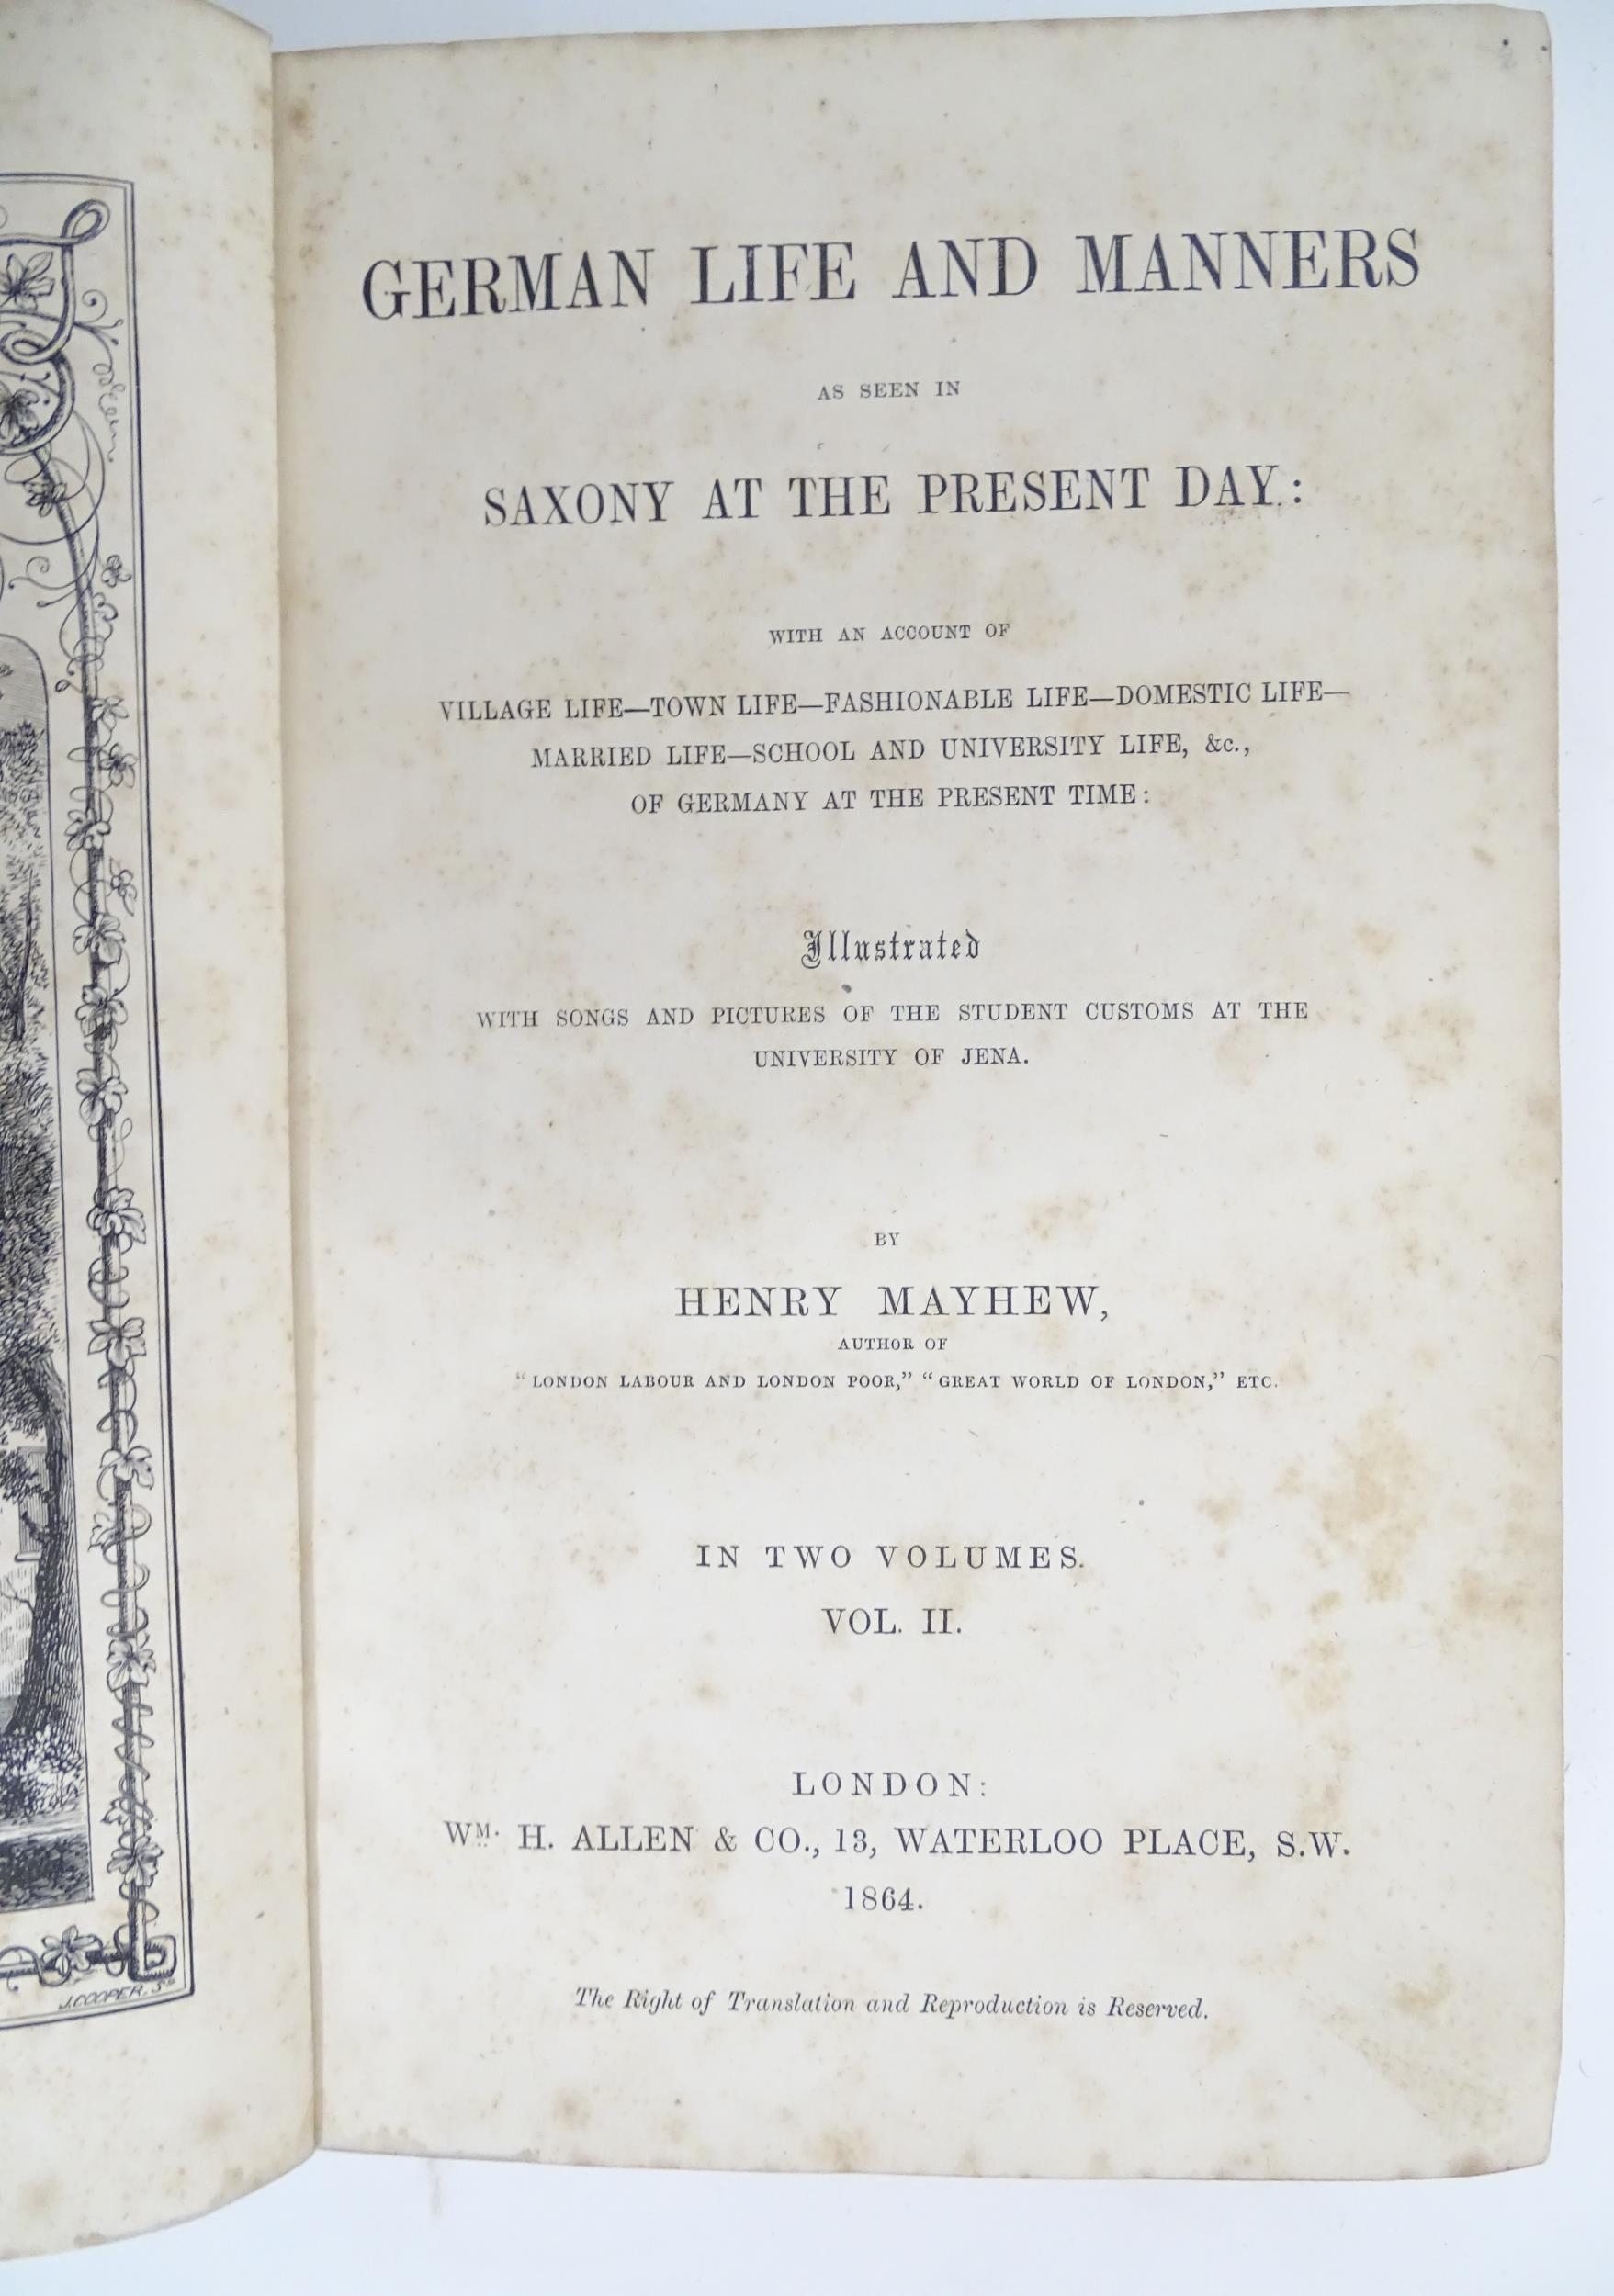 GERMAN LIFE AND MANNERS
AS SEEN IN
SAXONY AT THE PRESENT DAY:
WITH AN ACCOUNT OF
VILLAGE LIFE—TOWN LIFE—FASHIONABLE LIFE—DOMESTIC LIFE—
MARRIED LIFE—SCHOOL AND UNIVERSITY LIFE, &c.,
OF GERMANY AT THE PRESENT TIME:
Illustrated
WITH SONGS AND PICTURES OF THE STUDENT CUSTOMS AT THE
UNIVERSITY OF JENA.
BY
HENRY MAYHEW,
AUTHOR OF
"LONDON LABOUR AND LONDON POOR," "GREAT WORLD OF LONDON," ETC.
IN TWO VOLUMES.
VOL. II.
LONDON:
WM. H. ALLEN & CO., 13, WATERLOO PLACE, S.W.
1864.
The Right of Translation and Reproduction is Reserved.
J. COOPER. Sc